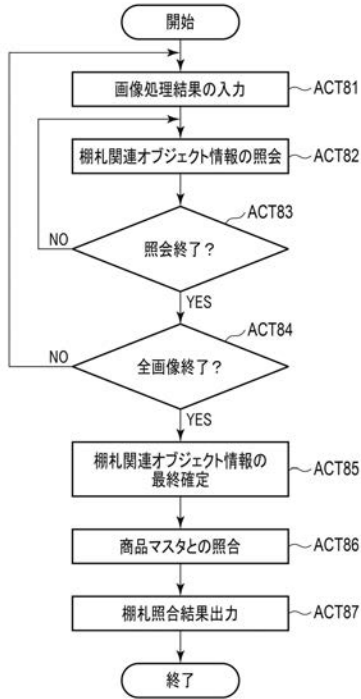 開始
画像処理結果の入力 ACT81
棚札関連オブジェクト情報の照会 ACT82
ACT83
照会終了？
NO
YES
ACT84
全画像終了？
NO
YES
棚札関連オブジェクト情報の
最終確定
ACT85
商品マスタとの照合 ACT86
棚札照合結果出力 ACT87
終了